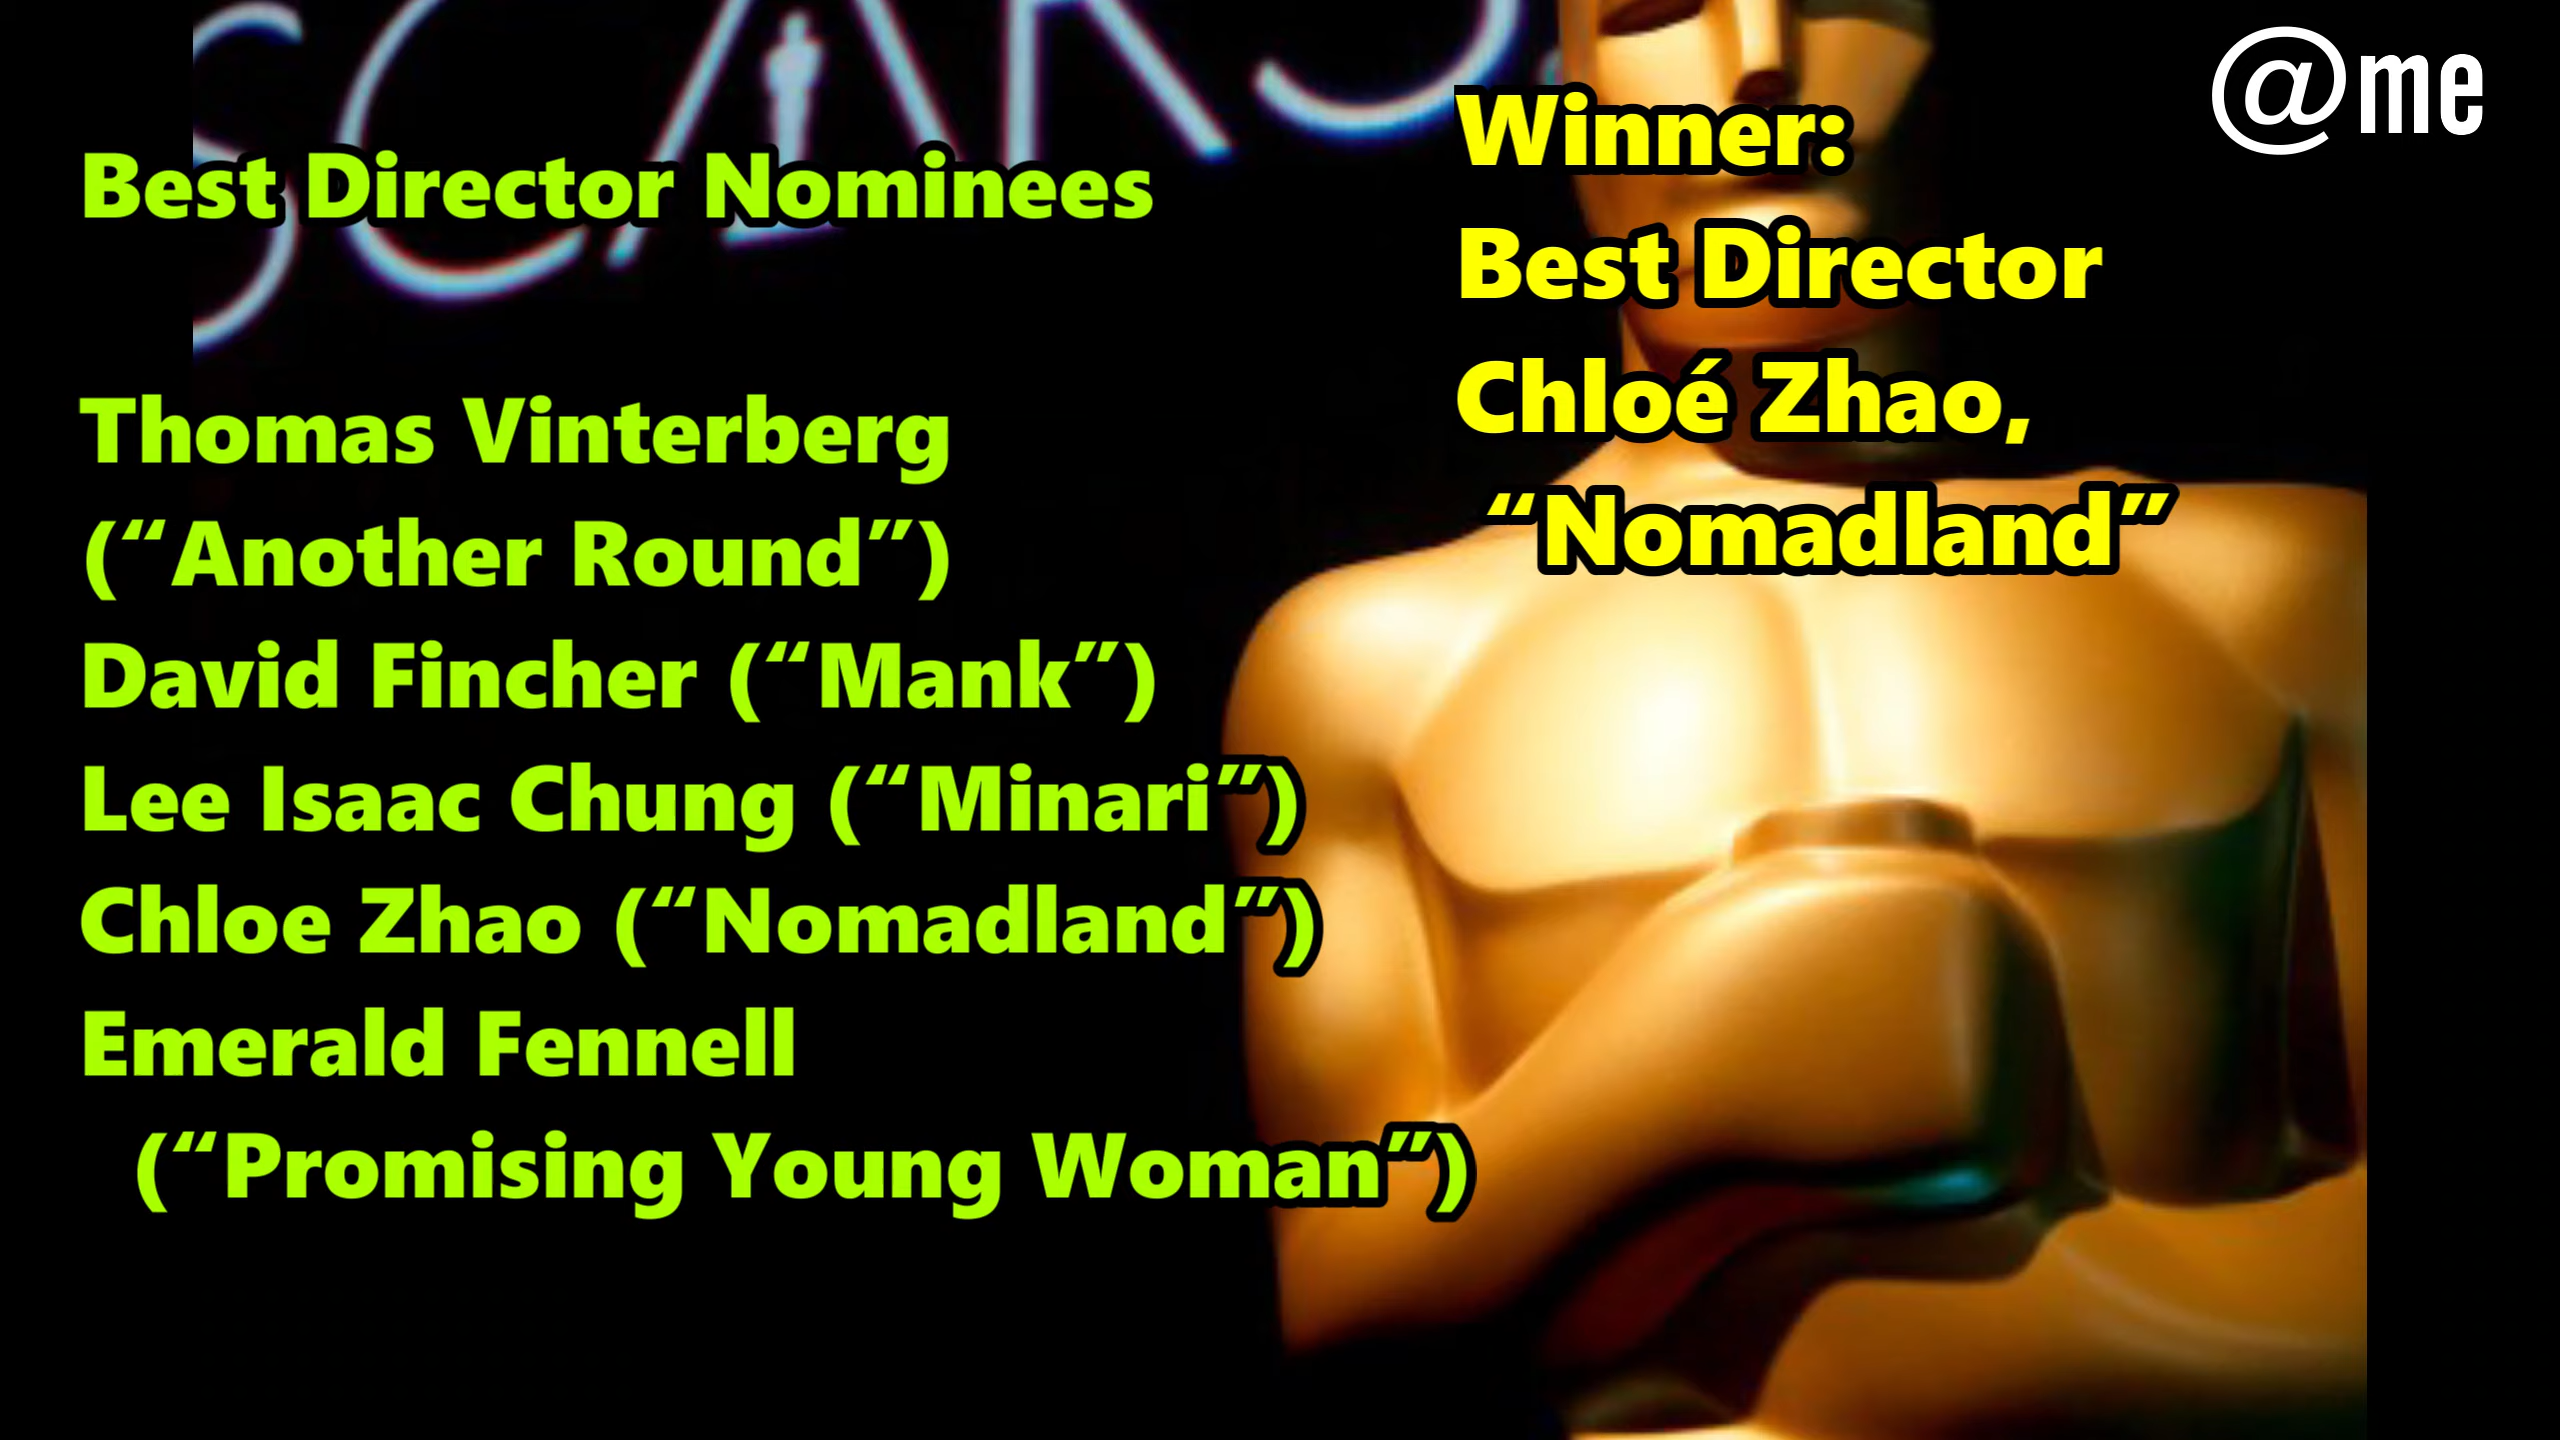 SCARS
@me
Best Director Nominees
Thomas Vinterberg
(“Another Round”)
David Fincher (“Mank”)
Lee Isaac Chung (“Minari”)
Chloe Zhao (“Nomadland”)
Emerald Fennell
(“Promising Young Woman”)
Winner:
Best Director
Chloé Zhao,
“Nomadland”